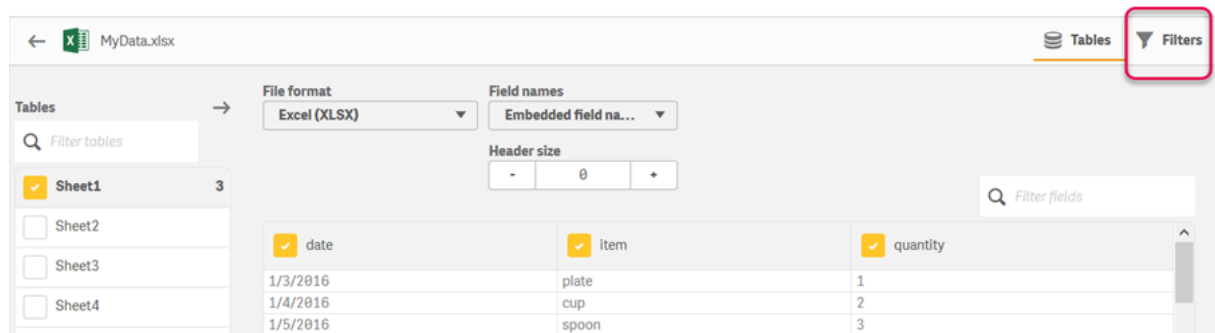 MyData.xlsx
Tables
Filters
Tables
Filter tables
Sheet1 3
Sheet2
Sheet3
Sheet4
File format
Excel (XLSX)
Field names
Embedded field na...
Header size
- 0 +
Filter fields
date item quantity
1/3/2016 plate 1
1/4/2016 cup 2
1/5/2016 spoon 3